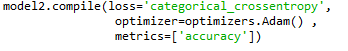 model2.compile(loss='categorical_crossentropy',
optimizer=optimizers.Adam() ,
metrics=['accuracy'])